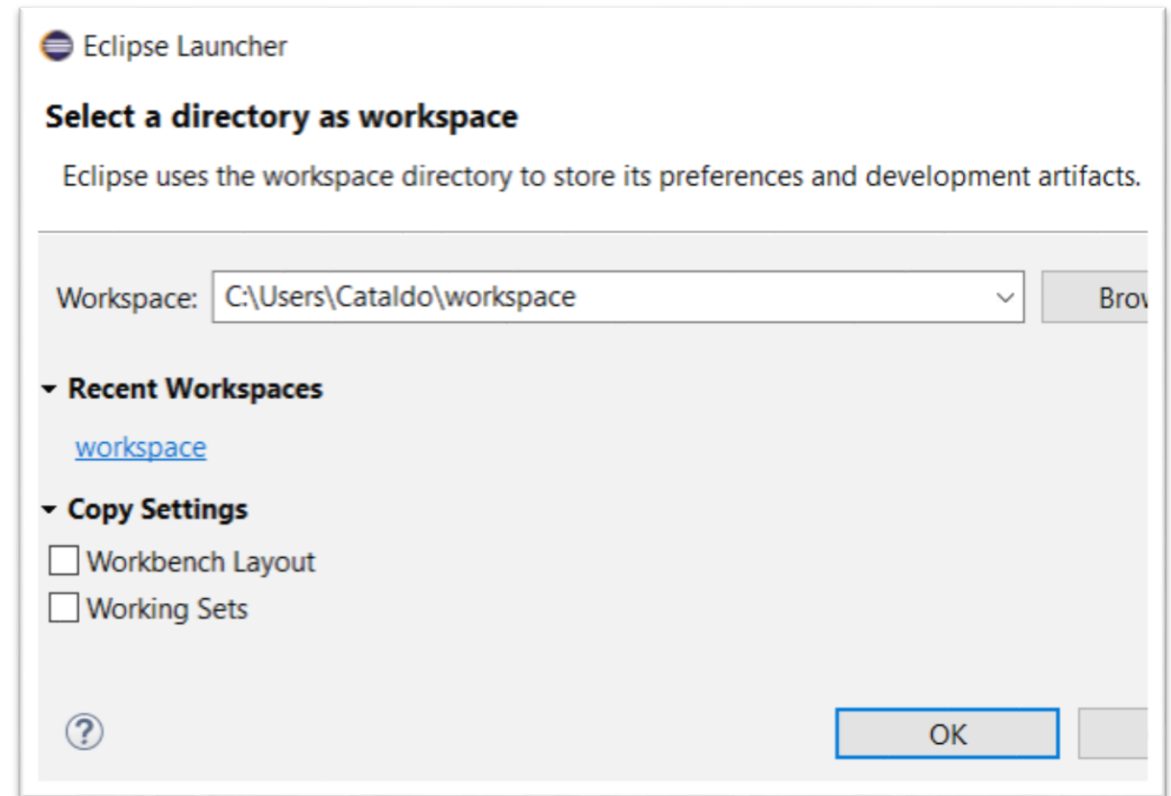 Eclipse Launcher
Select a directory as workspace
Eclipse uses the workspace directory to store its preferences and development artifacts.
Workspace: C:\Users\Cataldo\workspace
Recent Workspaces
workspace
Copy Settings
Workbench Layout
Working Sets
? OK